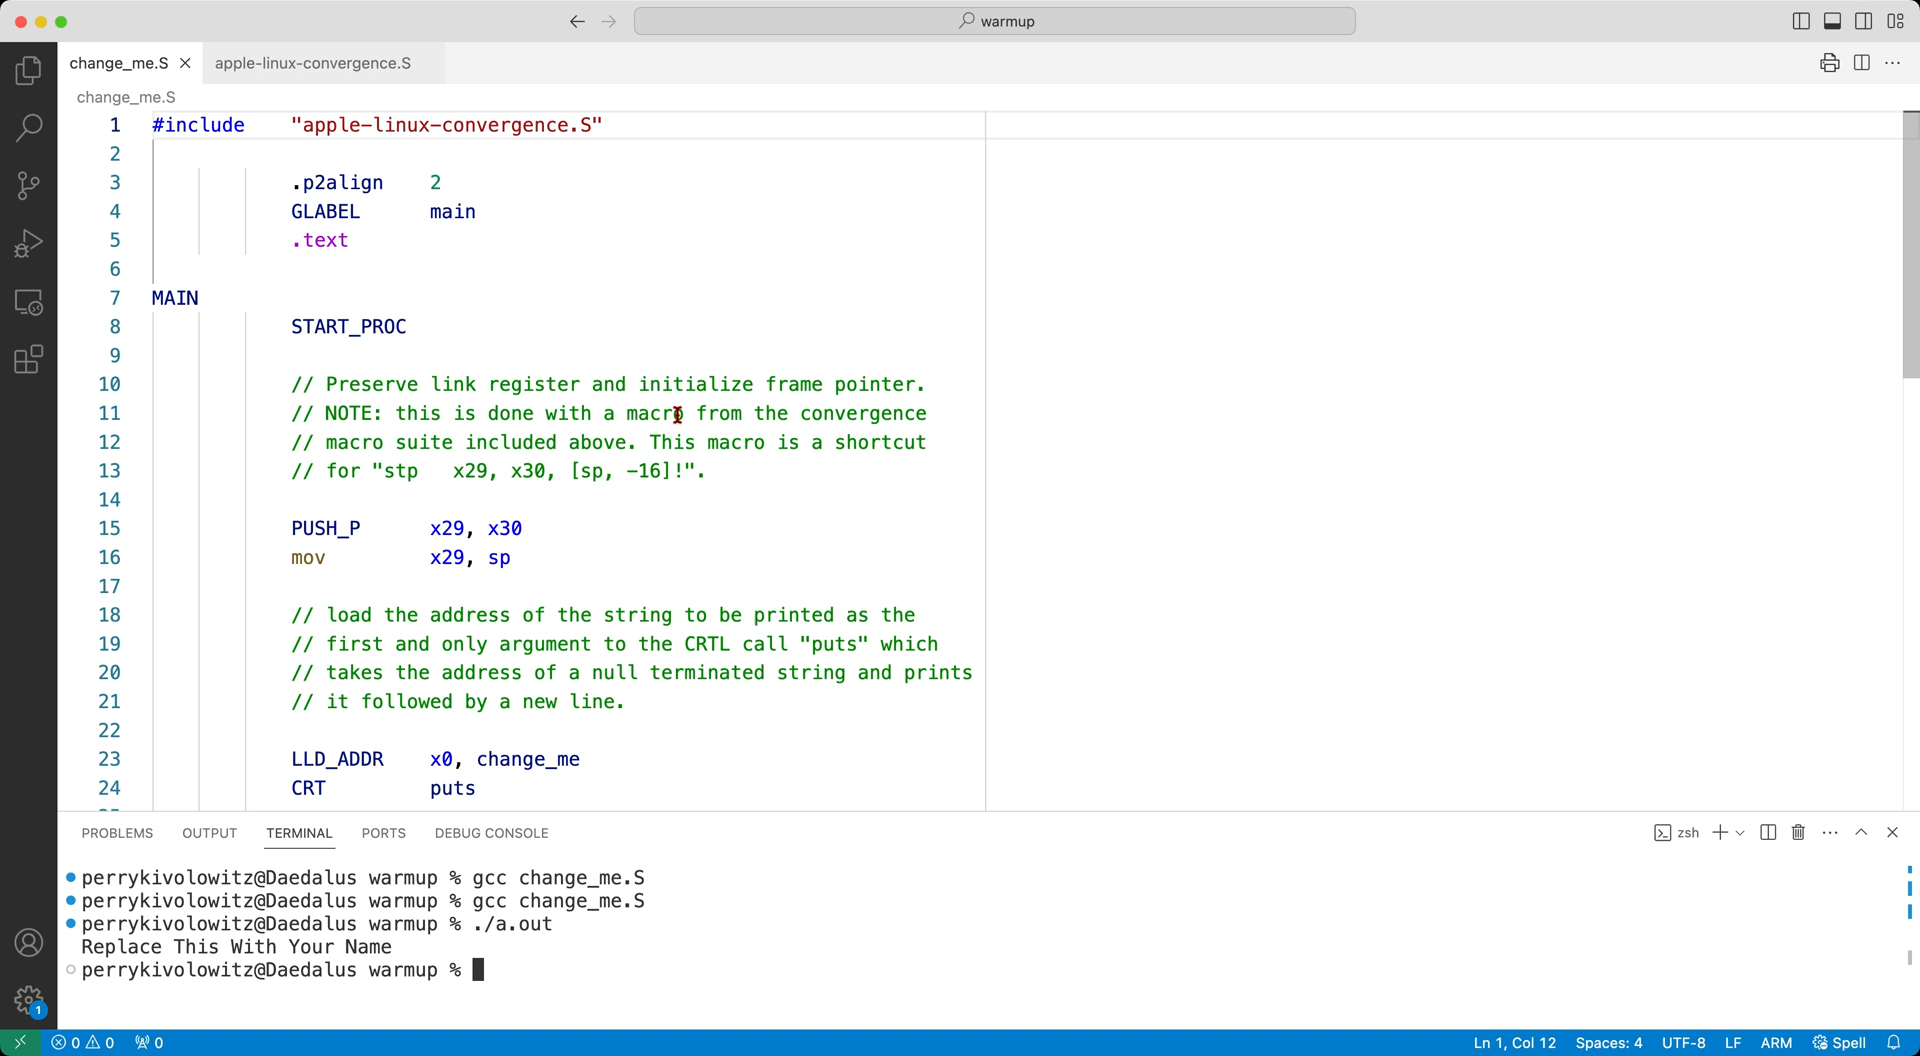 warmup
change_me.S
apple-linux-convergence.S
change_me.S
1 #include "apple-linux-convergence.S"
2
3 .p2align 2
4 GLABEL main
5 .text
6
7 MAIN
8 START_PROC
9
10 // Preserve link register and initialize frame pointer.
11 // NOTE: this is done with a macro from the convergence
12 // macro suite included above. This macro is a shortcut
13 // for "stp x29, x30, [sp, -16]!".
14
15 PUSH_P x29, x30
16 mov x29, sp
17
18 // load the address of the string to be printed as the
19 // first and only argument to the CRTL call "puts" which
20 // takes the address of a null terminated string and prints
21 // it followed by a new line.
22
23 LLD_ADDR x0, change_me
24 CRT puts
PROBLEMS OUTPUT TERMINAL PORTS DEBUG CONSOLE zsh
perrykivolowitz@Daedalus warmup % gcc change_me.S
perrykivolowitz@Daedalus warmup % gcc change_me.S
perrykivolowitz@Daedalus warmup % ./a.out
Replace This With Your Name
perrykivolowitz@Daedalus warmup %
1
0 0 0 Ln 1, Col 12 Spaces: 4 UTF-8 LF ARM Spell